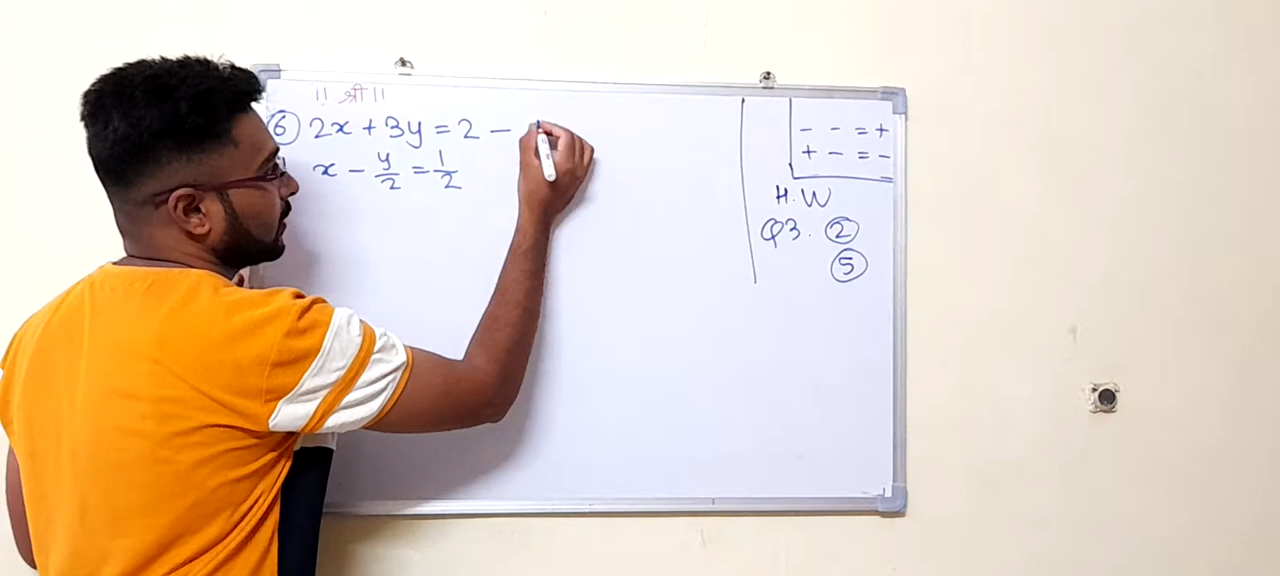 || श्री ||
⑥ 2x + 3y = 2 —
x - y/2 = 1/2
- - = +
+ - = -
H.W
Q3. ②
⑤